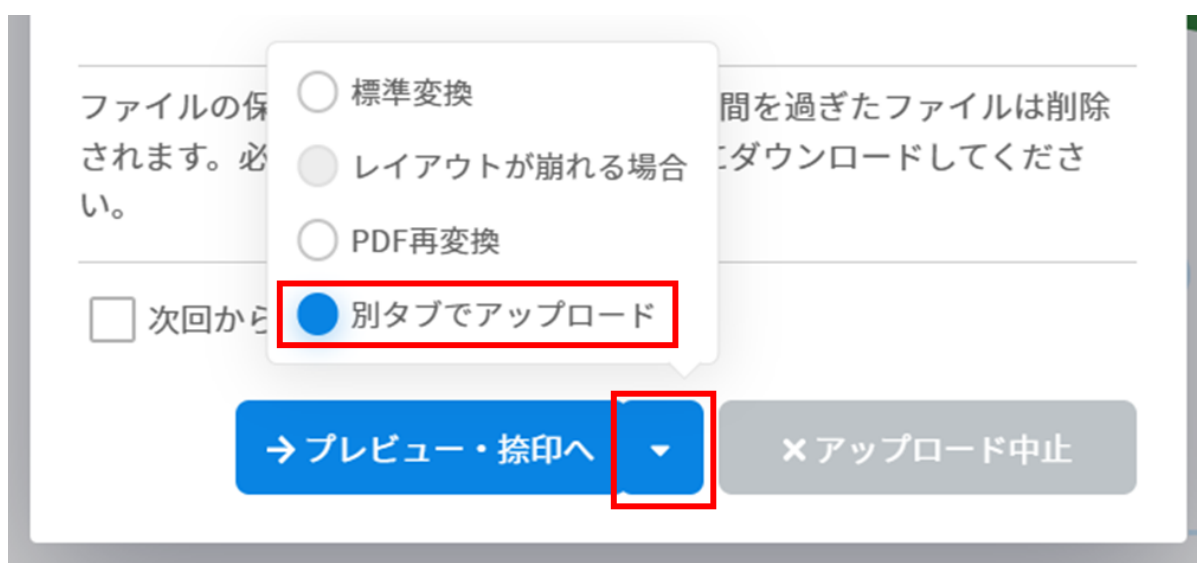 標準変換
ファイルの保 間を過ぎたファイルは削除
レイアウトが崩れる場合
されます。必 にダウンロードしてくださ
い。
PDF再変換
別タブでアップロード
次回から
→プレビュー・捺印へ
×アップロード中止